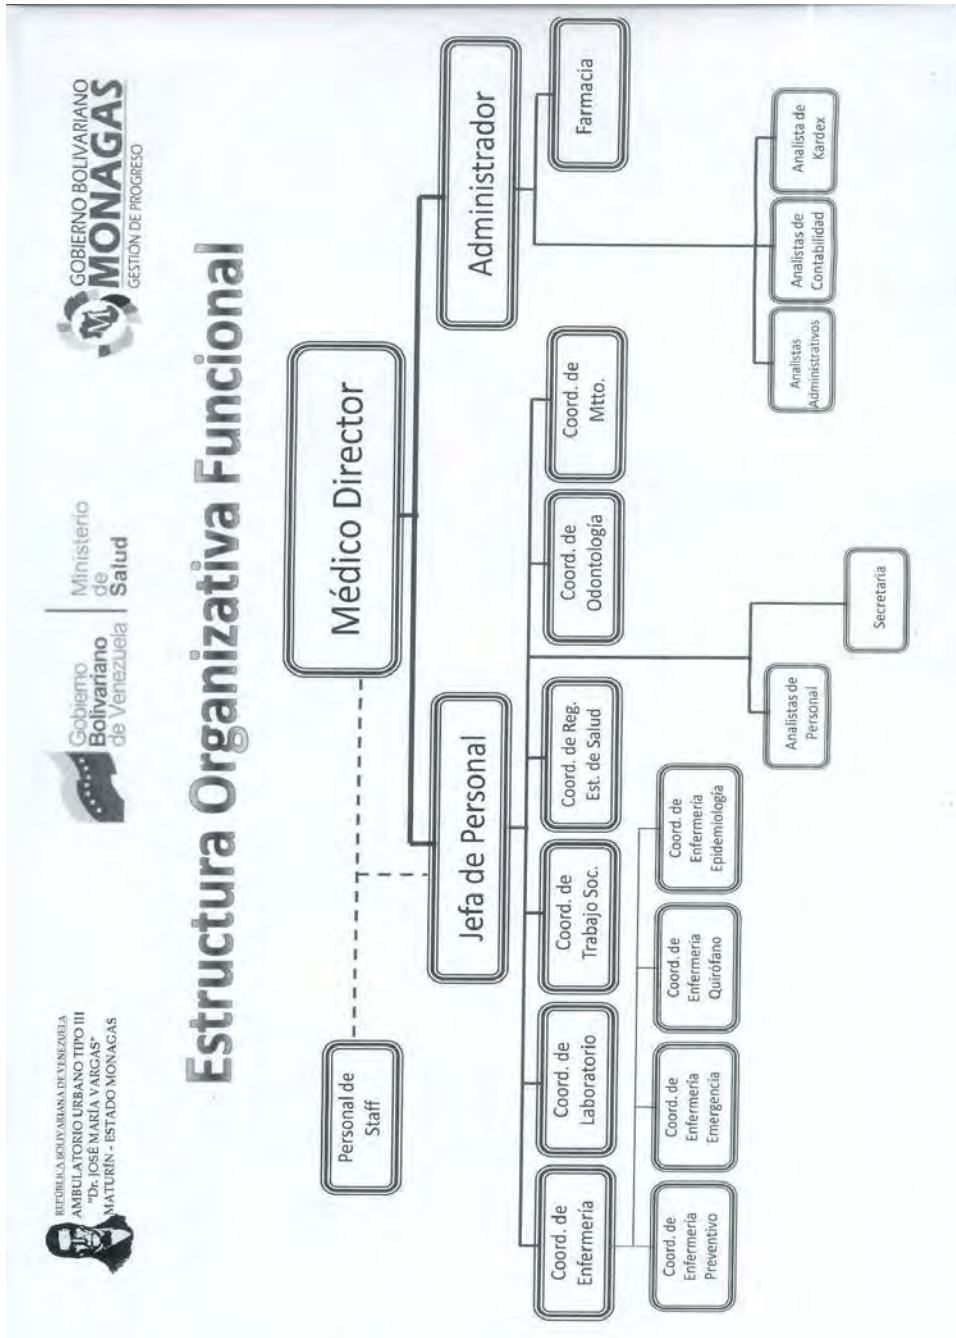 REPÚBLICA BOLIVARIANA DE VENEZUELA
AMBULATORIO URBANO TIPO III
"Dr. JOSÉ MARÍA VARGAS"
MATURÍN - ESTADO MONAGAS
Gobierno
Bolivariano
de Venezuela
Ministerio
de
Salud
GOBIERNO BOLIVARIANO
MONAGAS
GESTIÓN DE PROGRESO
Estructura Organizativa Funcional
Médico Director
Personal de
Staff
Jefa de Personal
Administrador
Coord. de
Enfermería
Coord. de
Laboratorio
Coord. de
Trabajo Soc.
Coord. de Reg.
Est. de Salud
Coord. de
Odontología
Coord. de
Mtto.
Farmacia
Coord. de
Enfermería
Preventivo
Coord. de
Enfermería
Emergencia
Coord. de
Enfermería
Quirófano
Coord. de
Enfermería
Epidemiología
Analistas de
Personal
Secretaria
Analistas
Administrativos
Analistas de
Contabilidad
Analista de
Kardex